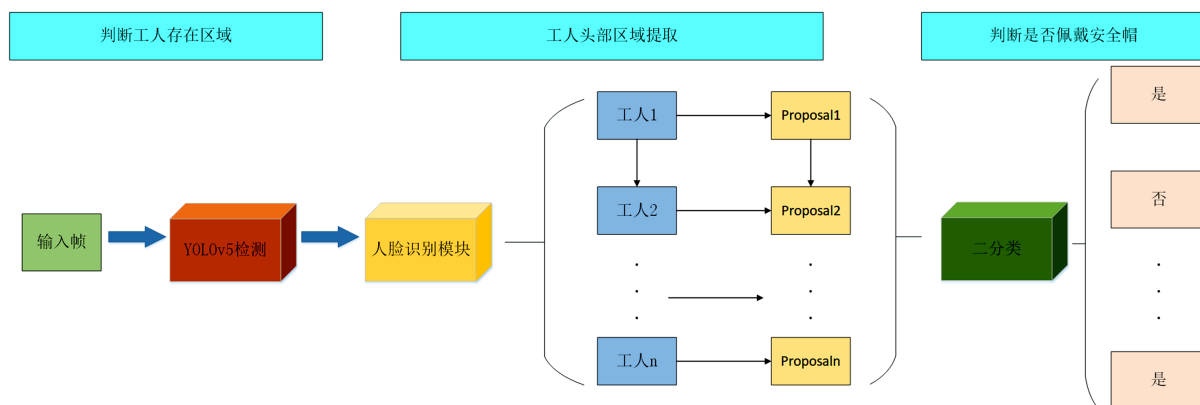 判断工人存在区域
工人头部区域提取
判断是否佩戴安全帽
输入帧
YOLOv5检测
人脸识别模块
工人1
Proposal1
工人2
Proposal2
工人n
Proposaln
二分类
是
否
是